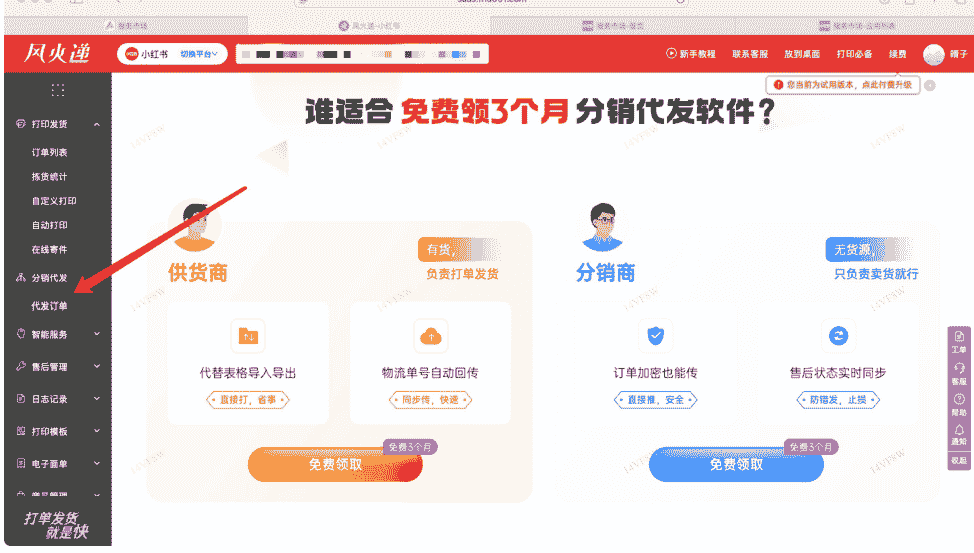 服务市场
风火递-小红书
风火递
小红书
切换平台
新手教程
联系客服
放到桌面
打印必备
续费
您当前为试用版本，点此付费升级
打印发货
订单列表
拣货统计
自定义打印
自动打印
在线寄件
分销代发
代发订单
智能服务
售后管理
日志记录
打印模板
电子面单
打单发货
就是快
谁适合 免费领3个月 分销代发软件？
供货商
有货,
负责打单发货
代替表格导入导出
直接打，省事
物流单号自动回传
同步传，快速
免费3个月
免费领取
分销商
无货源,
只负责卖货就行
订单加密也能传
直接推，安全
售后状态实时同步
防错发，止损
免费3个月
免费领取
工单
客服
帮助
通知
收起